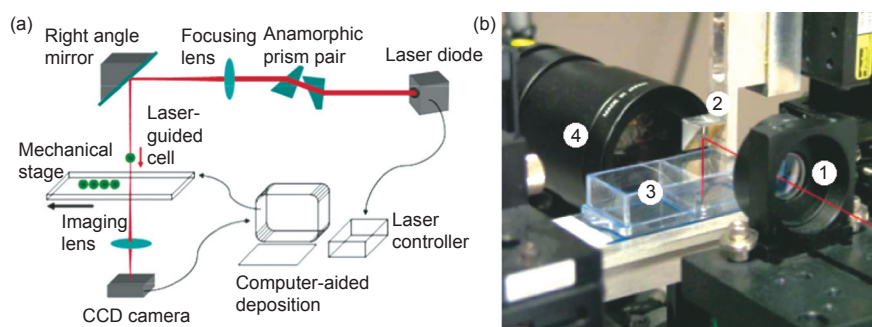 (a)
Right angle
mirror
Focusing
lens
Anamorphic
prism pair
Laser diode
Laser-
guided
cell
Mechanical
stage
Imaging
lens
CCD camera
Computer-aided
deposition
Laser
controller
(b)
1
2
3
4